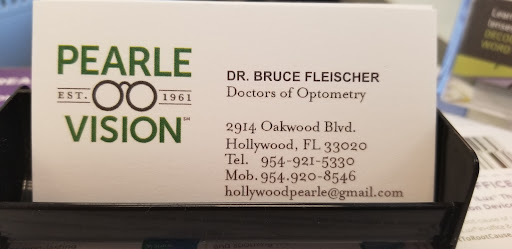 PEARLE
EST. 1961
VISION℠
DR. BRUCE FLEISCHER
Doctors of Optometry
2914 Oakwood Blvd.
Hollywood, FL 33020
Tel. 954-921-5330
Mob. 954.920-8546
hollywoodpearle@gmail.com